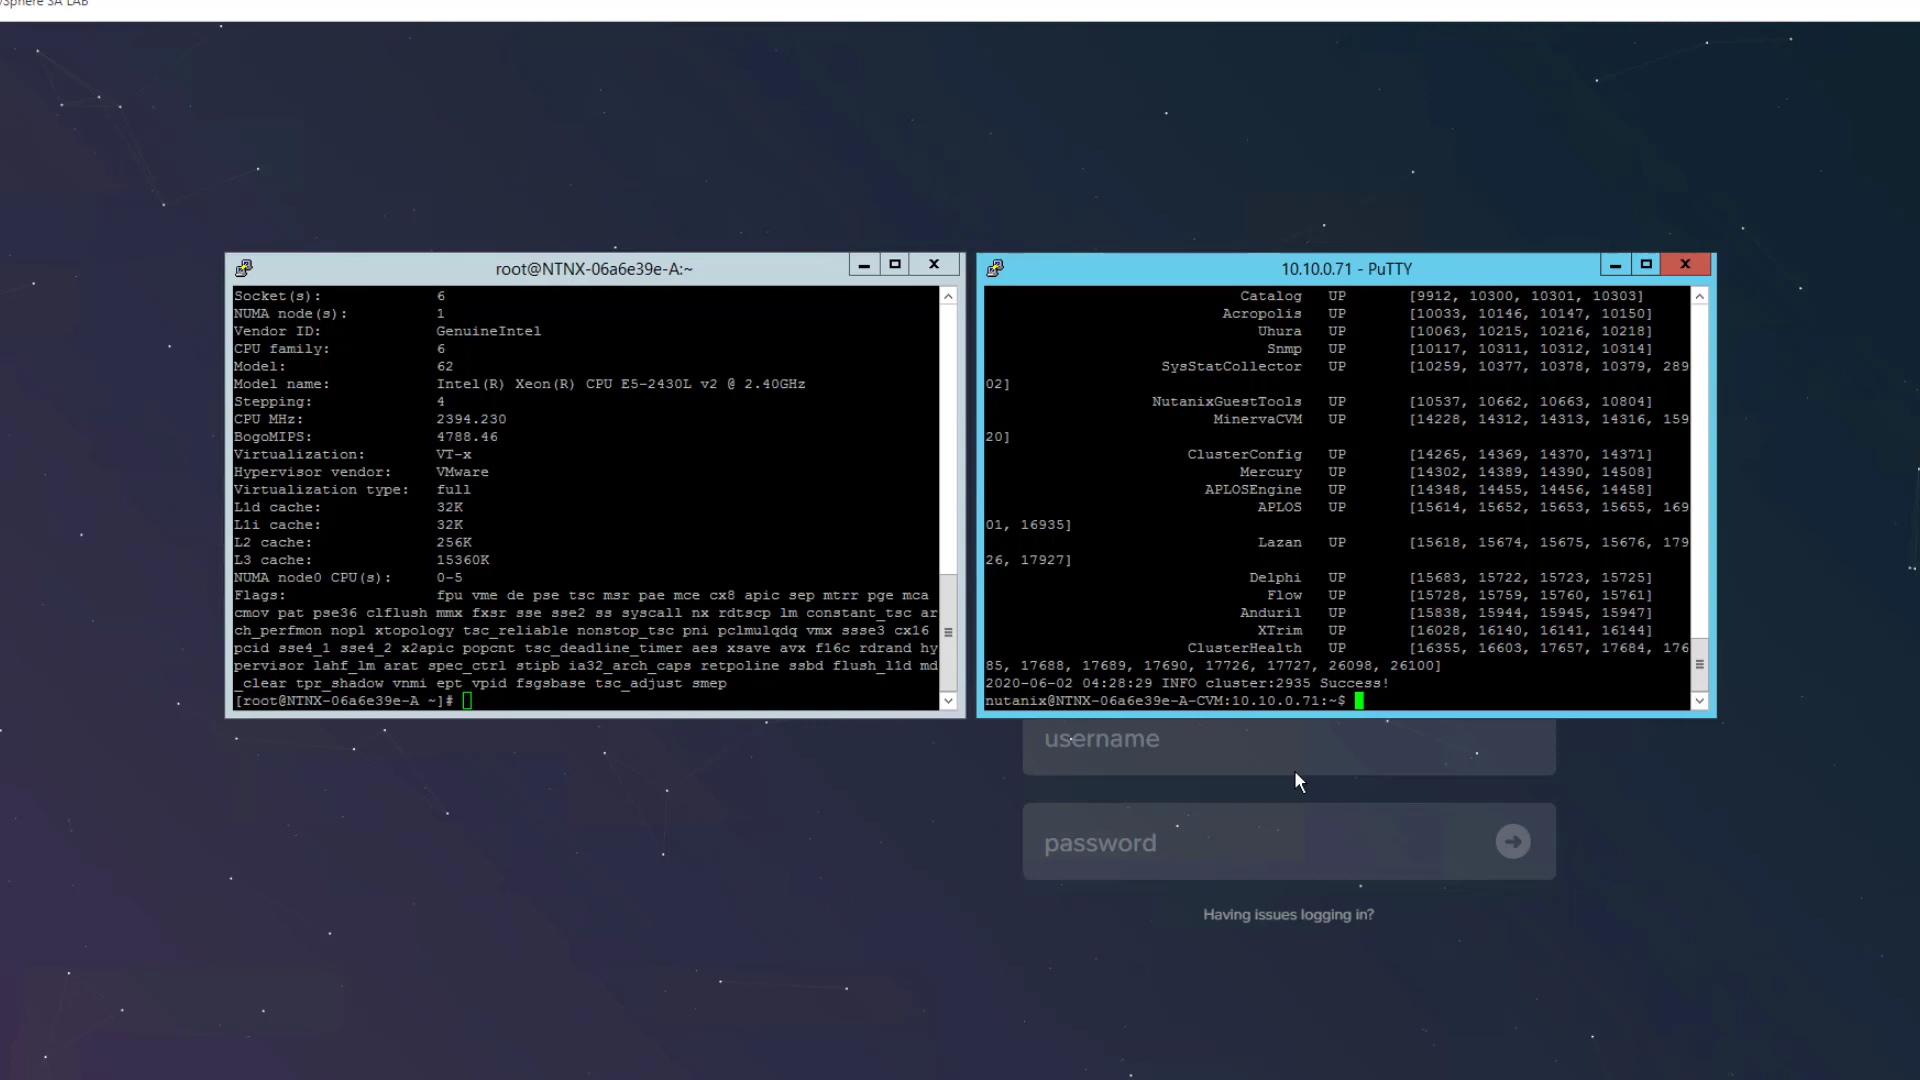 vSphere SA LAB
root@NTNX-06a6e39e-A:~
Socket(s): 6
NUMA node(s): 1
Vendor ID: GenuineIntel
CPU family: 6
Model: 62
Model name: Intel(R) Xeon(R) CPU E5-2430L v2 @ 2.40GHz
Stepping: 4
CPU MHz: 2394.230
BogoMIPS: 4788.46
Virtualization: VT-x
Hypervisor vendor: VMware
Virtualization type: full
L1d cache: 32K
L1i cache: 32K
L2 cache: 256K
L3 cache: 15360K
NUMA node0 CPU(s): 0-5
Flags: fpu vme de pse tsc msr pae mce cx8 apic sep mtrr pge mca
cmov pat pse36 clflush mmx fxsr sse sse2 ss syscall nx rdtscp lm constant_tsc ar
ch_perfmon nopl xtopology tsc_reliable nonstop_tsc pni pclmulqdq vmx ssse3 cx16
pcid sse4_1 sse4_2 x2apic popcnt tsc_deadline_timer aes xsave avx f16c rdrand hy
pervisor lahf_lm arat spec_ctrl stipb ia32_arch_caps retpoline ssbd flush_l1d md
_clear tpr_shadow vnmi ept vpid fsgsbase tsc_adjust smep
[root@NTNX-06a6e39e-A ~]#
10.10.0.71 - PuTTY
Catalog UP [9912, 10300, 10301, 10303]
Acropolis UP [10033, 10146, 10147, 10150]
Uhura UP [10063, 10215, 10216, 10218]
Snmp UP [10117, 10311, 10312, 10314]
SysStatCollector UP [10259, 10377, 10378, 10379, 289
02]
NutanixGuestTools UP [10537, 10662, 10663, 10804]
MinervaCVM UP [14228, 14312, 14313, 14316, 159
20]
ClusterConfig UP [14265, 14369, 14370, 14371]
Mercury UP [14302, 14389, 14390, 14508]
APLOSEngine UP [14348, 14455, 14456, 14458]
APLOS UP [15614, 15652, 15653, 15655, 169
01, 16935]
Lazan UP [15618, 15674, 15675, 15676, 179
26, 17927]
Delphi UP [15683, 15722, 15723, 15725]
Flow UP [15728, 15759, 15760, 15761]
Anduril UP [15838, 15944, 15945, 15947]
XTrim UP [16028, 16140, 16141, 16144]
ClusterHealth UP [16355, 16603, 17657, 17684, 176
85, 17688, 17689, 17690, 17726, 17727, 26098, 26100]
2020-06-02 04:28:29 INFO cluster:2935 Success!
nutanix@NTNX-06a6e39e-A-CVM:10.10.0.71:~$
username
password
Having issues logging in?